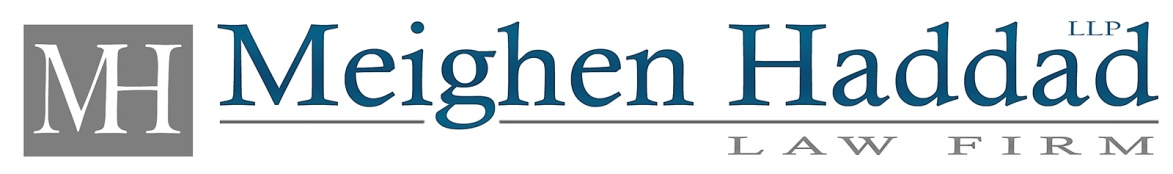 MH
Meighen Haddad LLP
LAW FIRM